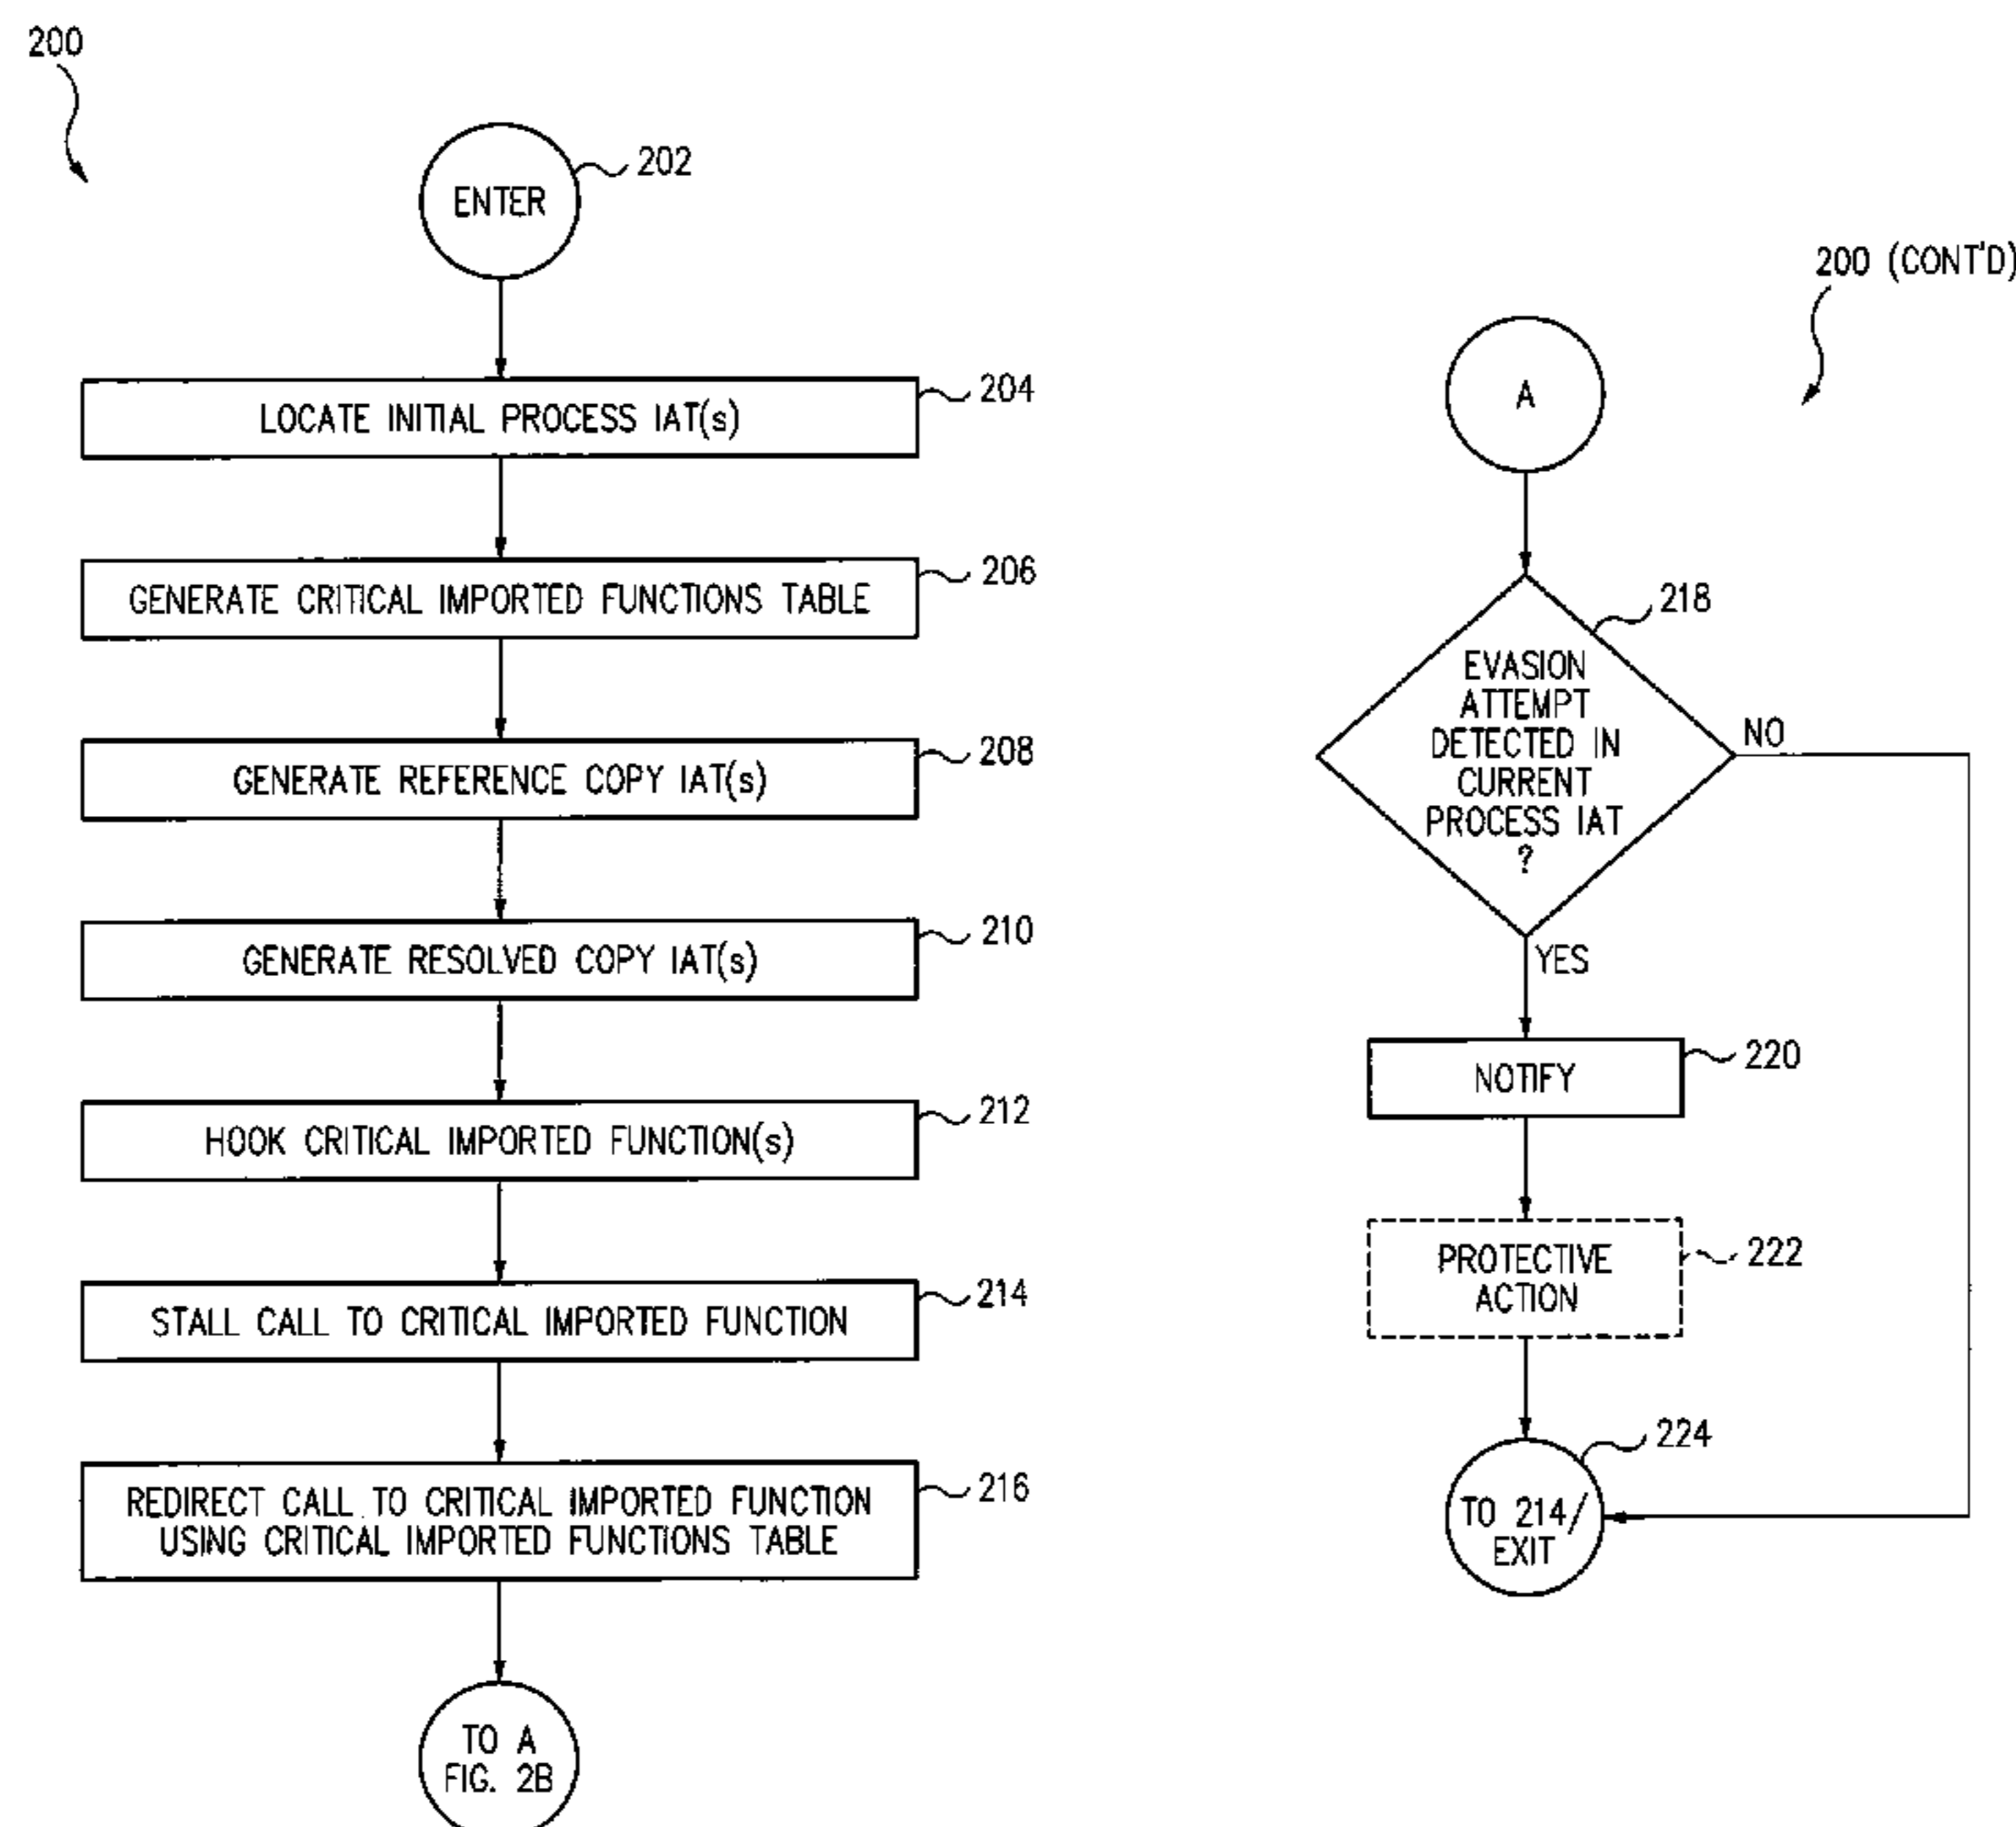 200
202
ENTER
204
LOCATE INITIAL PROCESS IAT(s)
206
GENERATE CRITICAL IMPORTED FUNCTIONS TABLE
208
GENERATE REFERENCE COPY IAT(s)
210
GENERATE RESOLVED COPY IAT(s)
212
HOOK CRITICAL IMPORTED FUNCTION(s)
214
STALL CALL TO CRITICAL IMPORTED FUNCTION
216
REDIRECT CALL TO CRITICAL IMPORTED FUNCTION
USING CRITICAL IMPORTED FUNCTIONS TABLE
TO A
FIG. 2B
200 (CONT'D)
A
218
EVASION
ATTEMPT
DETECTED IN
CURRENT
PROCESS IAT
?
NO
YES
220
NOTIFY
222
PROTECTIVE
ACTION
224
TO 214/
EXIT